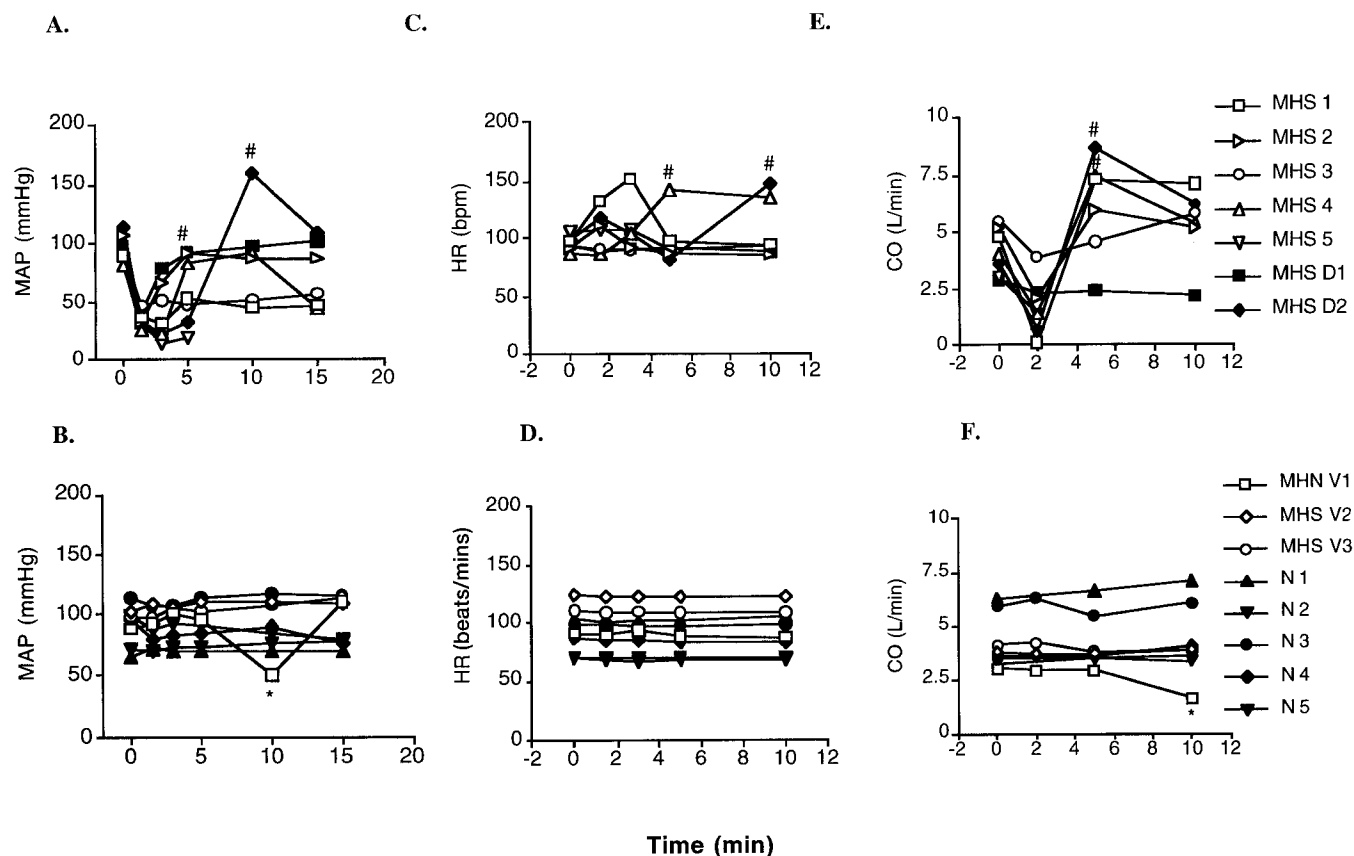 A.
MAP (mmHg)
200
150
100
50
0
0 5 10 15 20
#
#
C.
HR (bpm)
200
150
100
50
0
-2 0 2 4 6 8 10 12
#
#
E.
CO (L/min)
10
7.5
5
2.5
0
-2 0 2 4 6 8 10 12
#
#
MHS 1
MHS 2
MHS 3
MHS 4
MHS 5
MHS D1
MHS D2
B.
MAP (mmHg)
200
150
100
50
0
0 5 10 15 20
*
D.
HR (beats/mins)
200
150
100
50
0
-2 0 2 4 6 8 10 12
F.
CO (L/min)
10
7.5
5
2.5
0
-2 0 2 4 6 8 10 12
*
MHN V1
MHS V2
MHS V3
N 1
N 2
N 3
N 4
N 5
Time (min)